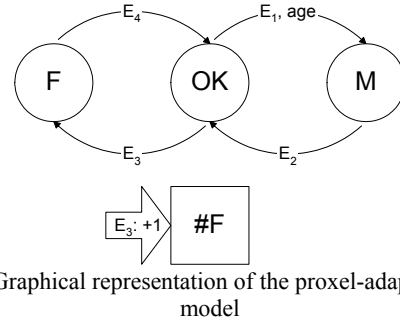 E4
E1, age
F
OK
M
E3
E2
E3: +1
#F
Graphical representation of the proxel-adap
model